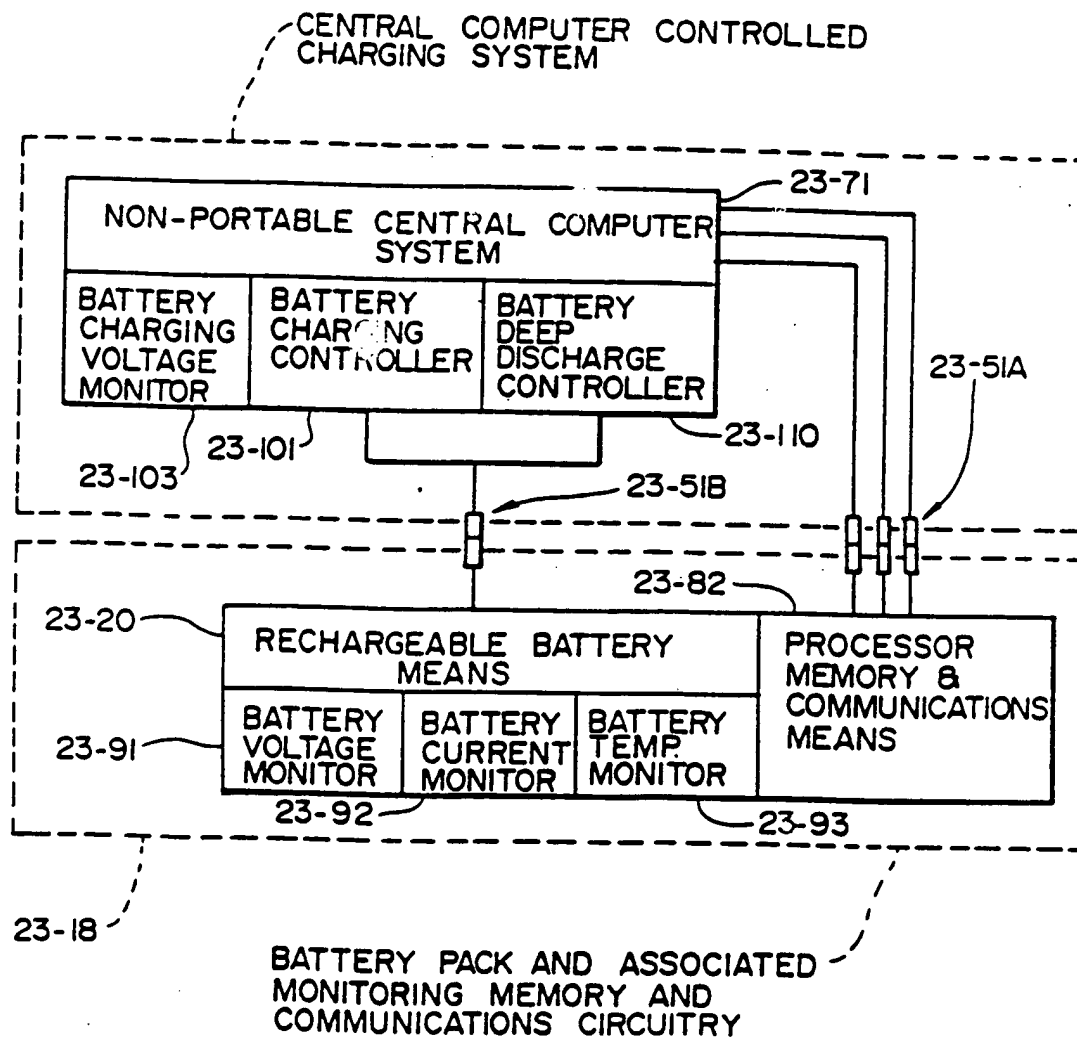 CENTRAL COMPUTER CONTROLLED
CHARGING SYSTEM
23-71
NON-PORTABLE CENTRAL COMPUTER
SYSTEM
BATTERY
CHARGING
VOLTAGE
MONITOR
BATTERY
CHARGING
CONTROLLER
BATTERY
DEEP
DISCHARGE
CONTROLLER
23-51A
23-103
23-101
23-110
23-51B
23-82
23-20
RECHARGEABLE BATTERY
MEANS
PROCESSOR
MEMORY &
COMMUNICATIONS
MEANS
23-91
BATTERY
VOLTAGE
MONITOR
BATTERY
CURRENT
MONITOR
BATTERY
TEMP.
MONITOR
23-92
23-93
23-18
BATTERY PACK AND ASSOCIATED
MONITORING MEMORY AND
COMMUNICATIONS CIRCUITRY